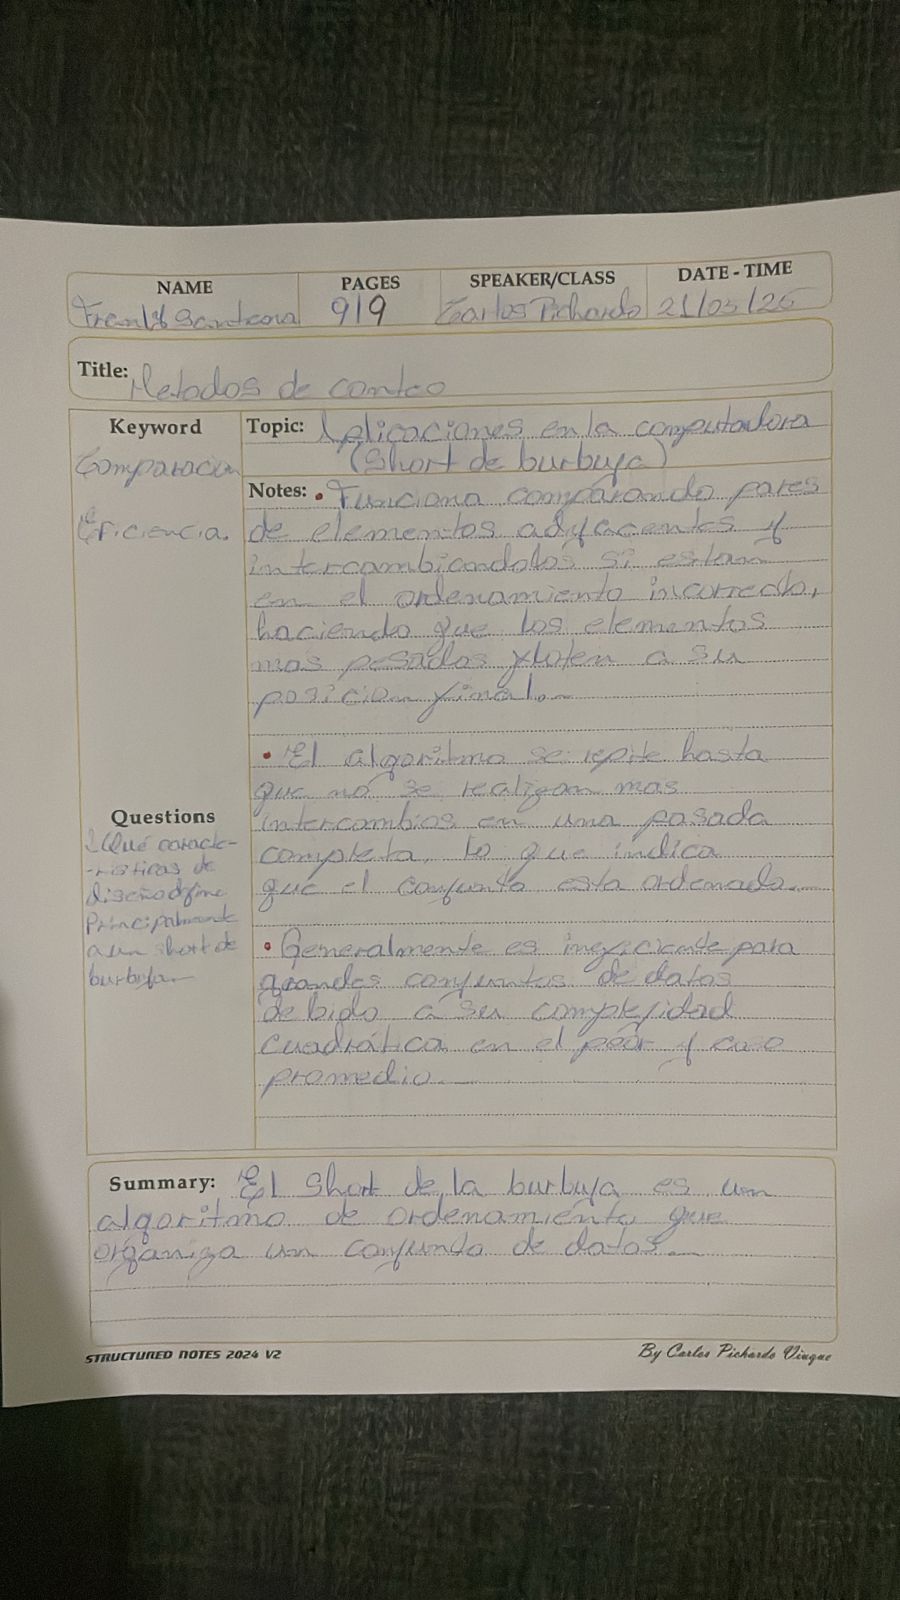 NAME PAGES SPEAKER/CLASS DATE - TIME
Santana 9/9 Carlos Pichardo 21/03/26
Title: Metodos de conteo
Keyword
Comparacion
Eficiencia.
Topic: Aplicaciones en la computadora
(Short de burbuja)
Notes: • Funciona comparando pares
de elementos adyacentes y
intercambiandolos si estan
en el ordenamiento incorrecto,
haciendo que los elementos
mas pesados floten a su
posicion final.
• El algoritmo se repite hasta
que no se realizan mas
intercambios en una pasada
completa, lo que indica
que el conjunto esta ordenado.
• Generalmente es ineficiente para
grandes conjuntos de datos
debido a su complejidad
cuadrática en el peor y caso
promedio.
Questions
¿Qué caracte-
-risticas de
diseño define
Principalmente
a un short de
burbuja
Summary: El Short de la burbuja es un
algoritmo de ordenamiento que
organiza un conjunto de datos.
STRUCTURED NOTES 2024 V2
By Carlos Pichardo Viuque